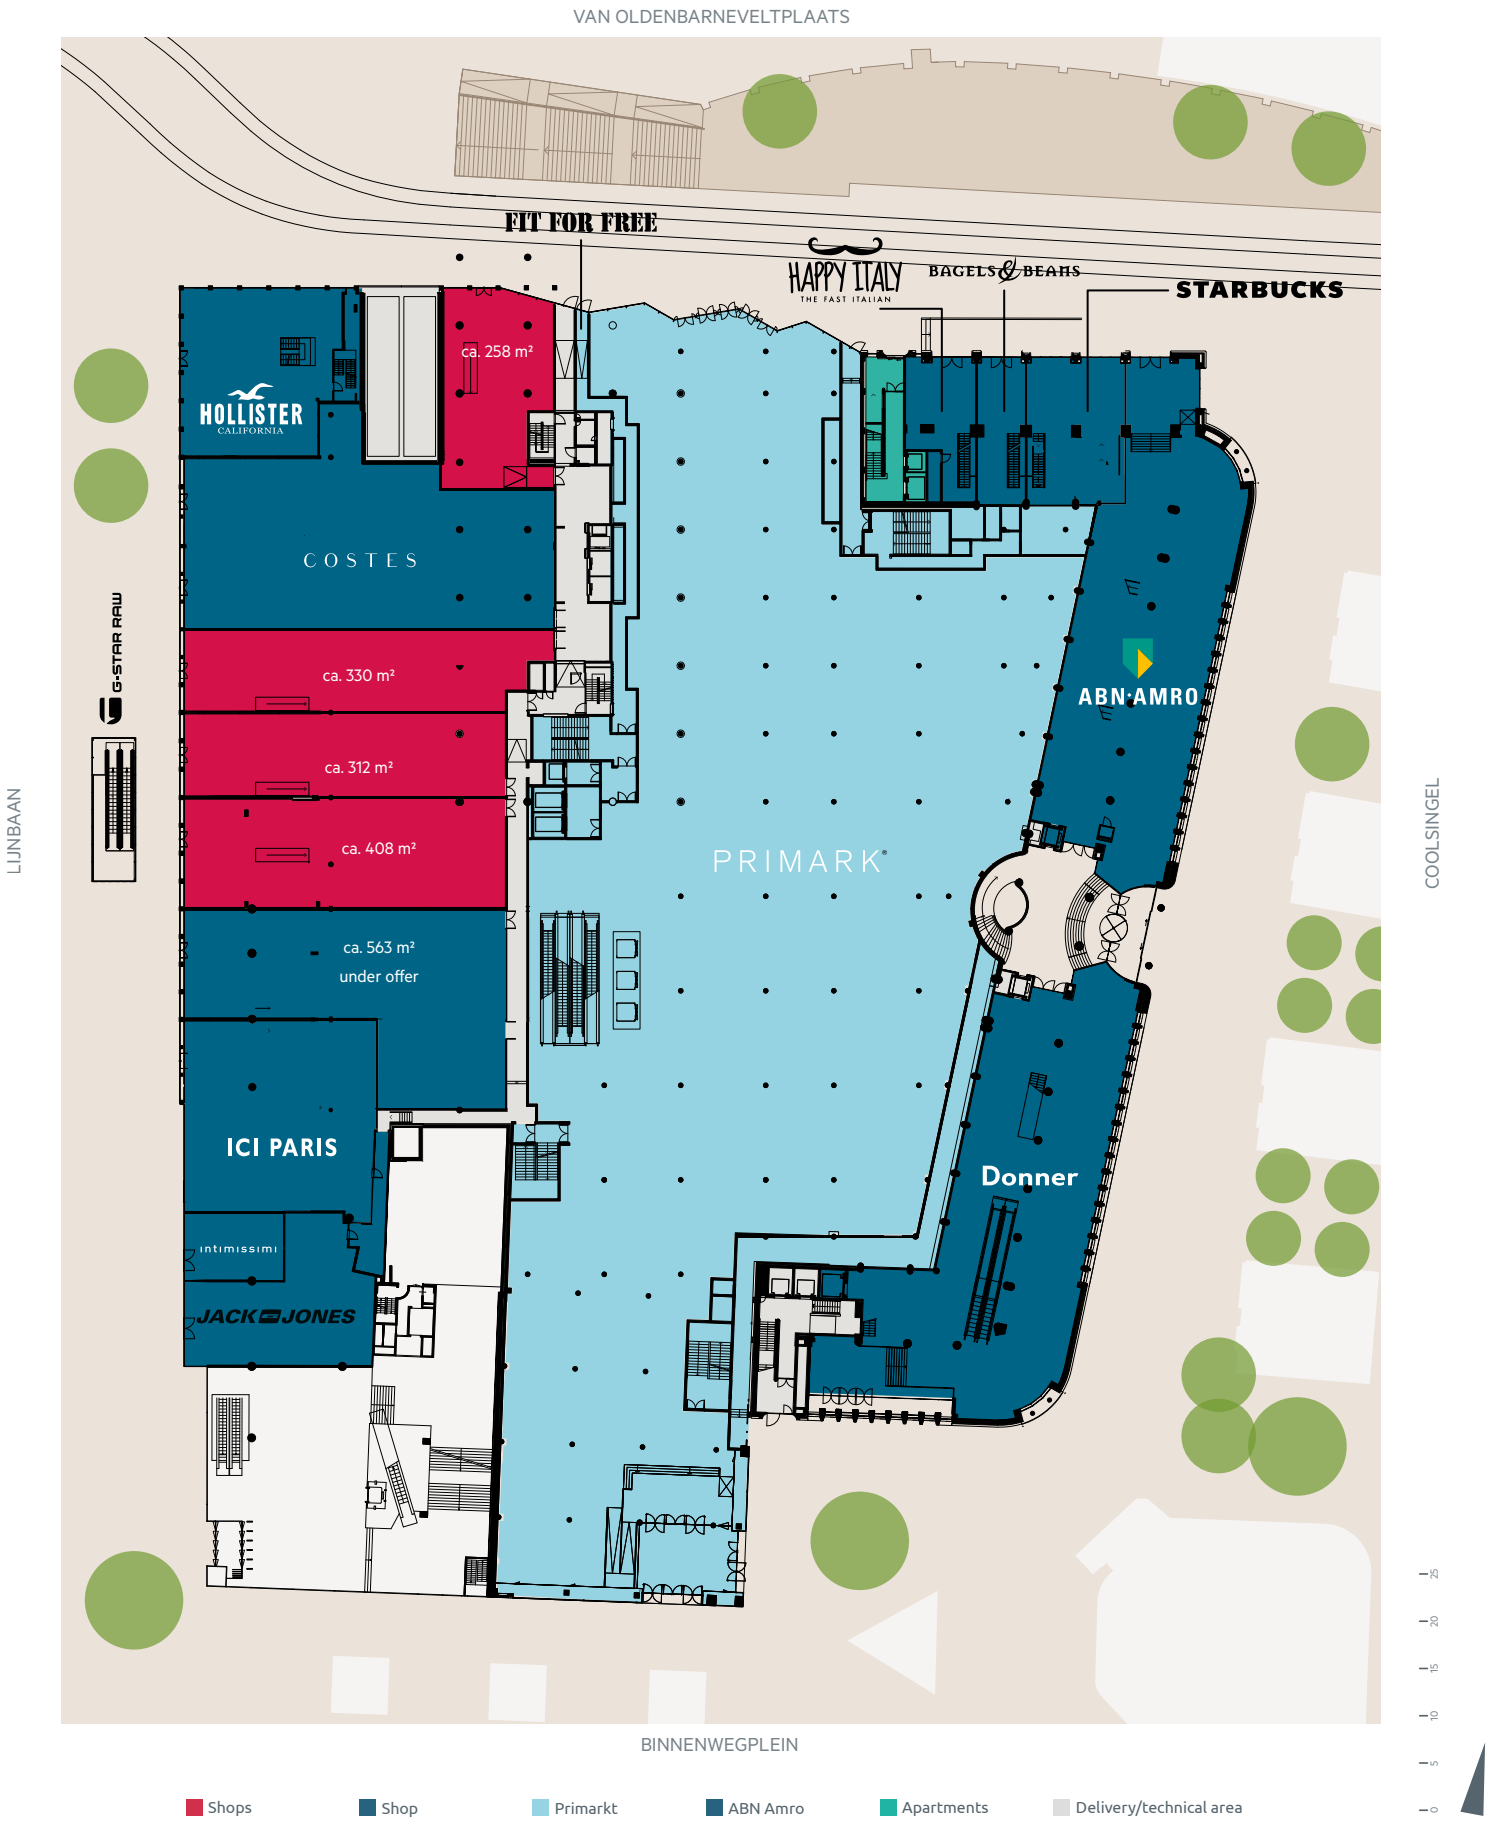 VAN OLDENBARNEVELTPLAATS
FIT FOR FREE
HAPPY ITALY
THE FAST ITALIAN
BAGELS & BEANS
STARBUCKS
ca. 258 m²
HOLLISTER
CALIFORNIA
COSTES
G-STAR RAW
ca. 330 m²
ABN·AMRO
ca. 312 m²
LIJNBAAN
COOLSINGEL
ca. 408 m²
PRIMARK®
ca. 563 m²
under offer
ICI PARIS
Donner
intimissimi
JACK JONES
25
20
15
10
5
0
BINNENWEGPLEIN
Shops
Shop
Primarkt
ABN Amro
Apartments
Delivery/technical area